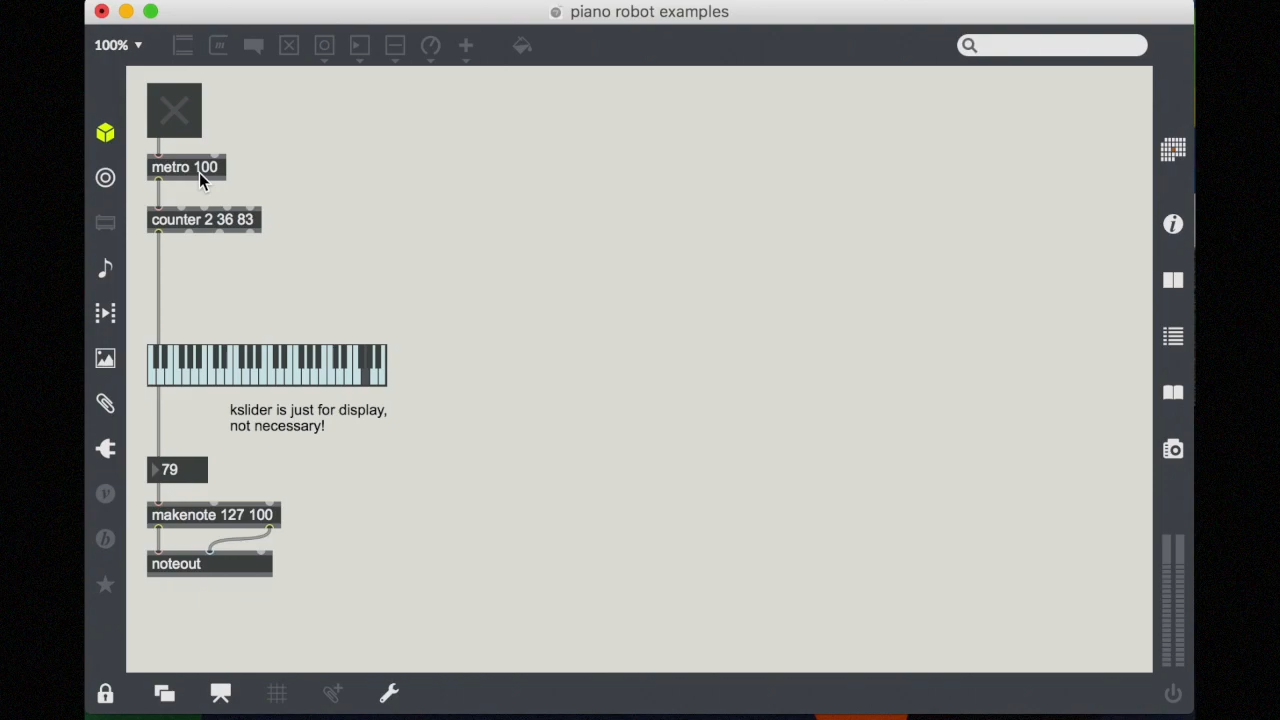 piano robot examples
100%
metro 100
counter 2 36 83
kslider is just for display,
not necessary!
79
makenote 127 100
noteout